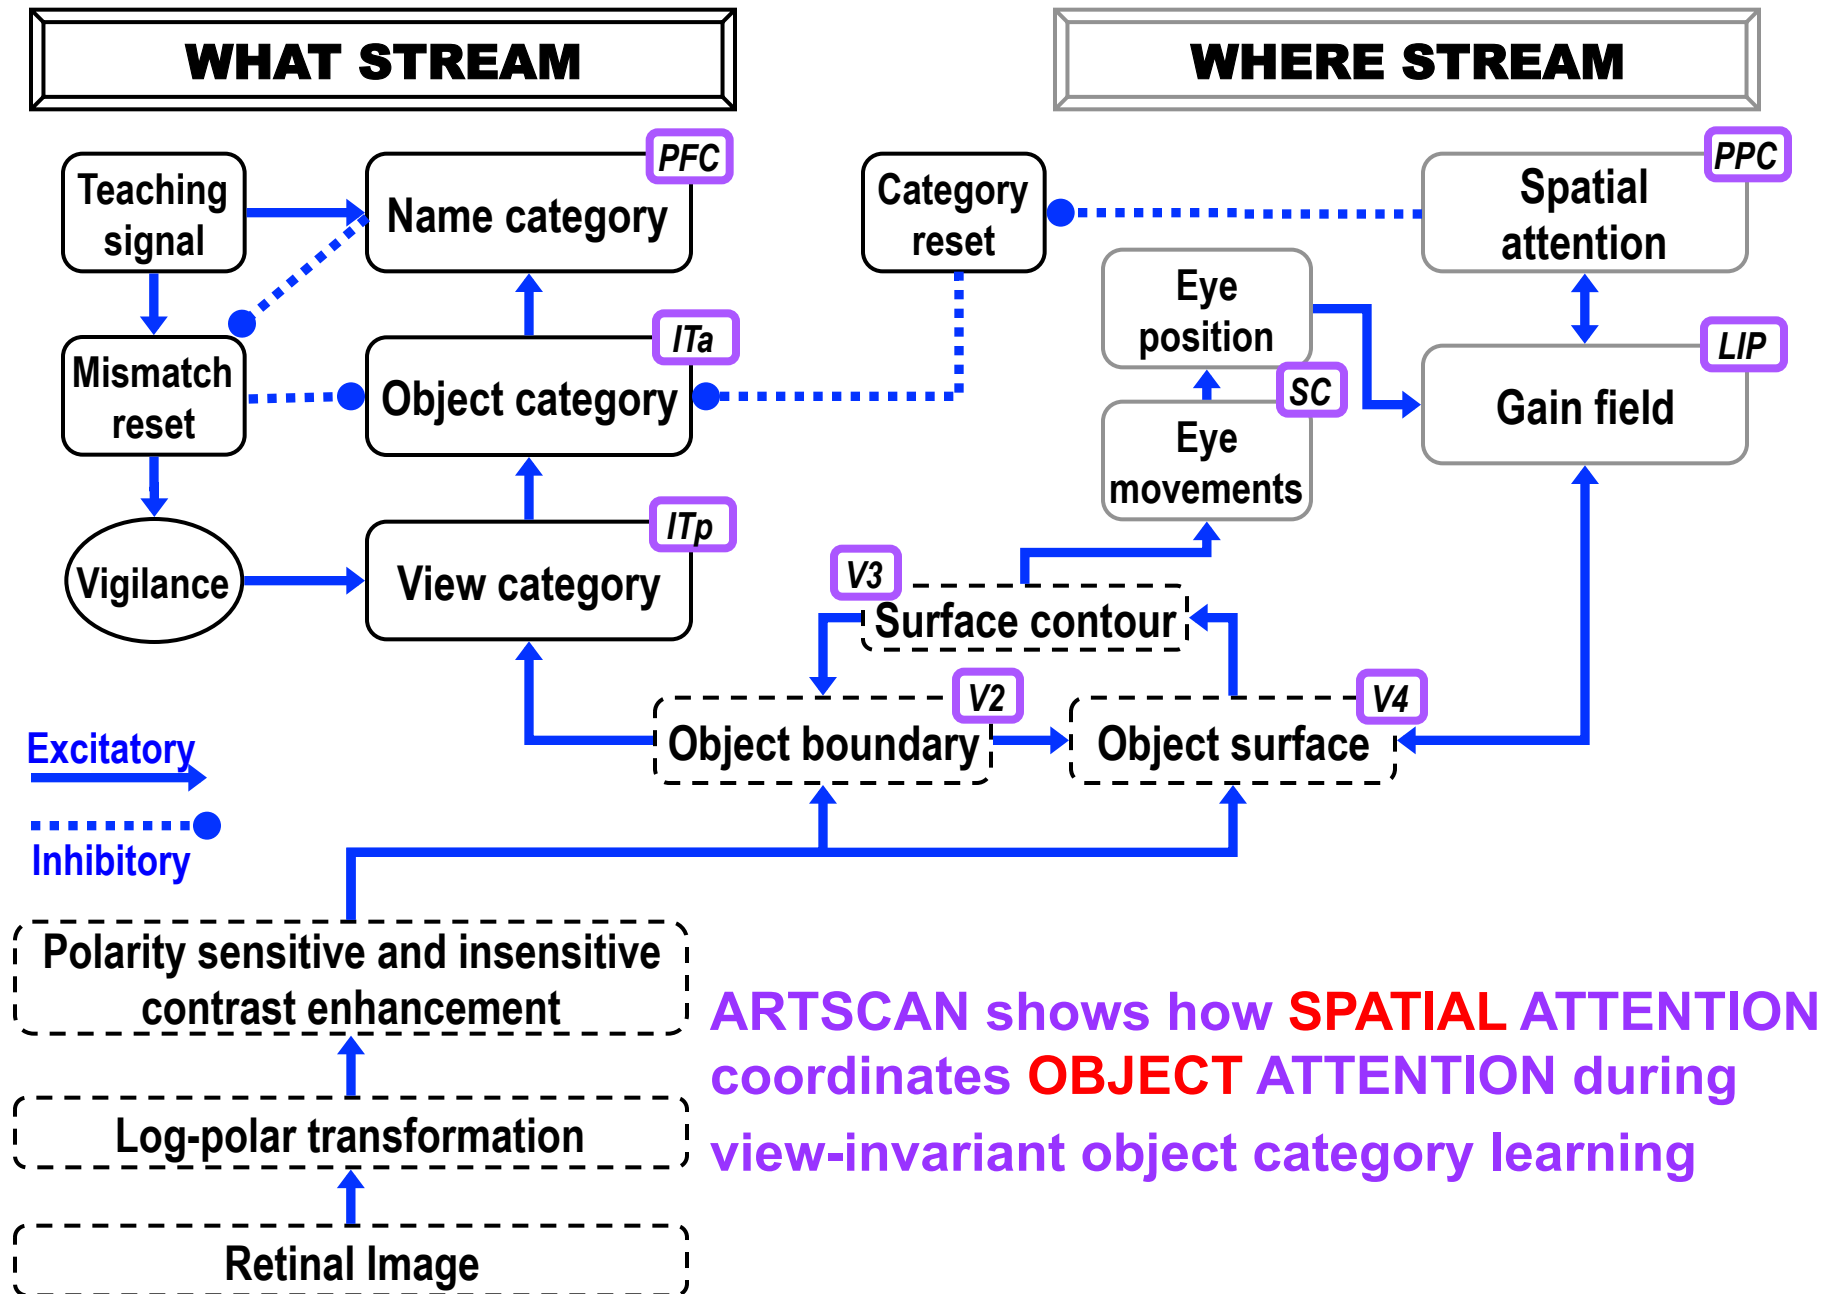 WHAT STREAM
WHERE STREAM
Teaching
signal
PFC
Name category
Category
reset
PPC
Spatial
attention
Eye
position
Mismatch
reset
ITa
Object category
SC
LIP
Gain field
Eye
movements
Vigilance
ITp
View category
V3
Surface contour
V2
Object boundary
V4
Object surface
Excitatory
Inhibitory
Polarity sensitive and insensitive
contrast enhancement
Log-polar transformation
Retinal Image
ARTSCAN shows how SPATIAL ATTENTION
coordinates OBJECT ATTENTION during
view-invariant object category learning